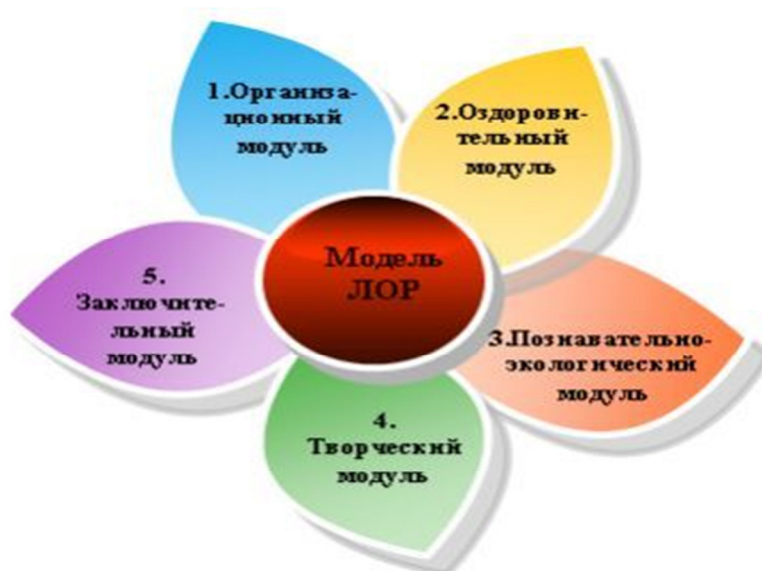 1.Организа-
ционный
модуль
2.Оздорови-
тельный
модуль
Модель
ЛОР
3.Познавательно-
экологический
модуль
4.
Творческий
модуль
5.
Заключите-
льный
модуль